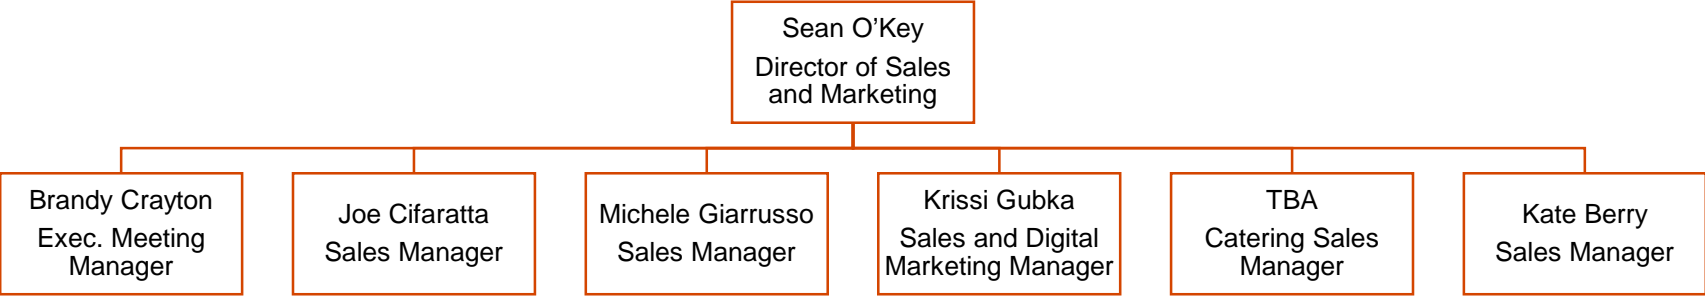 Sean O’Key
Director of Sales
and Marketing
Brandy Crayton
Exec. Meeting
Manager
Joe Cifaratta
Sales Manager
Michele Giarrusso
Sales Manager
Krissi Gubka
Sales and Digital
Marketing Manager
TBA
Catering Sales
Manager
Kate Berry
Sales Manager